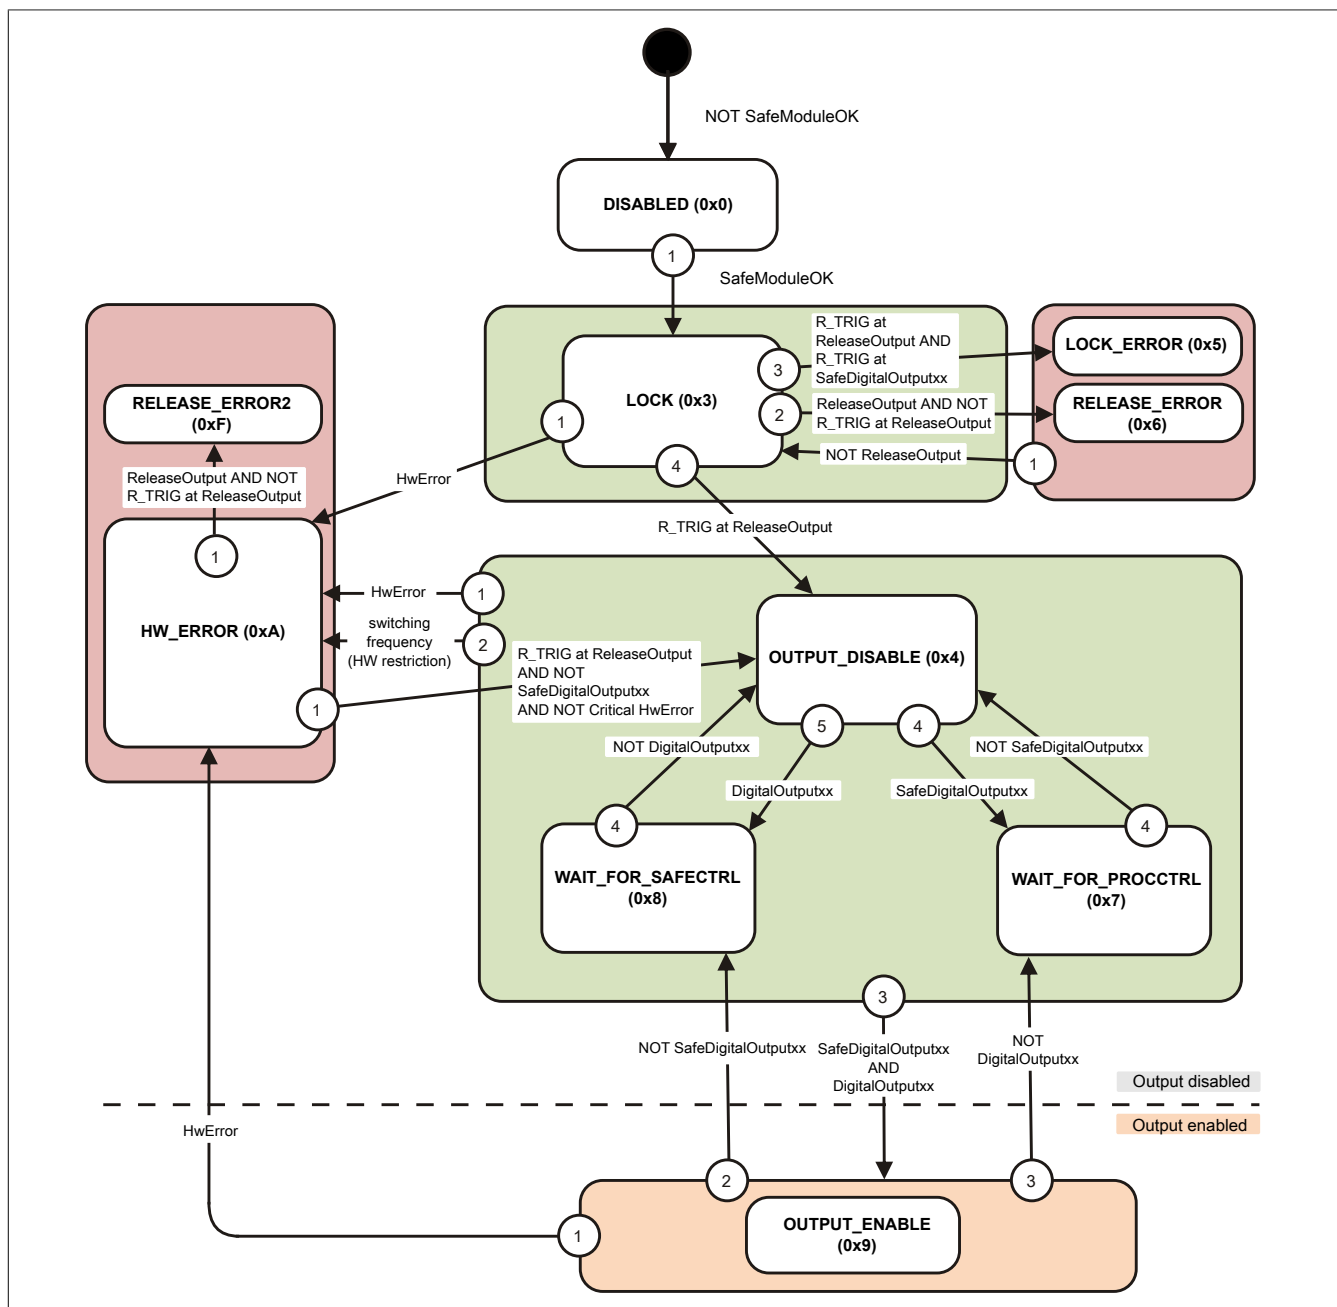 NOT SafeModuleOK
DISABLED (0x0)
1
SafeModuleOK
R_TRIG at
ReleaseOutput AND
R_TRIG at
SafeDigitalOutputxx
3
LOCK_ERROR (0x5)
LOCK (0x3)
2
ReleaseOutput AND NOT
R_TRIG at ReleaseOutput
RELEASE_ERROR
(0x6)
1
NOT ReleaseOutput
1
4
RELEASE_ERROR2
(0xF)
ReleaseOutput AND NOT
R_TRIG at ReleaseOutput
HwError
1
R_TRIG at ReleaseOutput
HW_ERROR (0xA)
HwError
1
switching
frequency
(HW restriction)
2
1
R_TRIG at ReleaseOutput
AND NOT
SafeDigitalOutputxx
AND NOT Critical HwError
OUTPUT_DISABLE (0x4)
5
4
NOT DigitalOutputxx
NOT SafeDigitalOutputxx
DigitalOutputxx
SafeDigitalOutputxx
4
4
WAIT_FOR_SAFECTRL
(0x8)
WAIT_FOR_PROCCTRL
(0x7)
3
NOT SafeDigitalOutputxx
SafeDigitalOutputxx
AND
DigitalOutputxx
NOT
DigitalOutputxx
Output disabled
HwError
Output enabled
2
3
1
OUTPUT_ENABLE
(0x9)